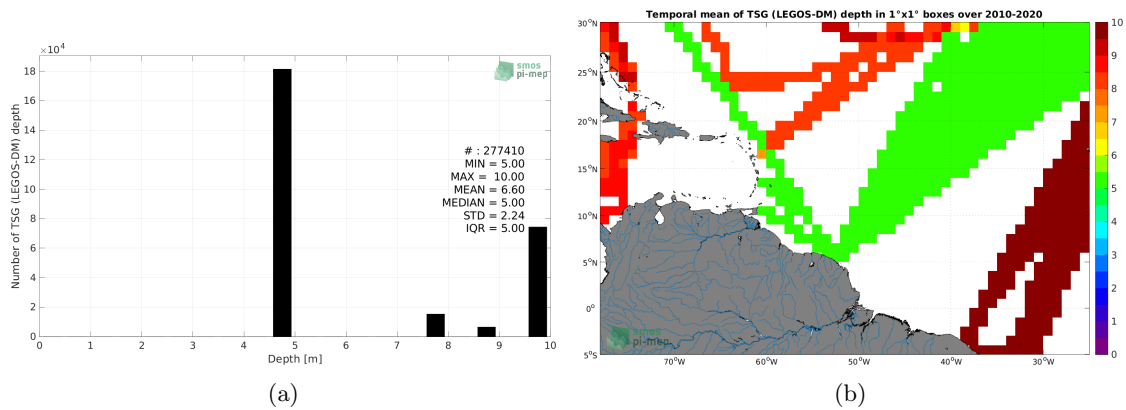 ×10⁴
18
16
14
12
10
8
6
4
2
0
Number of TSG (LEGOS-DM) depth
smos
pi-mep
# : 277410
MIN = 5.00
MAX = 10.00
MEAN = 6.60
MEDIAN = 5.00
STD = 2.24
IQR = 5.00
0 1 2 3 4 5 6 7 8 9 10
Depth [m]
(a)
Temporal mean of TSG (LEGOS-DM) depth in 1°x1° boxes over 2010-2020
30°N
25°N
20°N
15°N
10°N
5°N
0°
5°S
70°W 60°W 50°W 40°W 30°W
smos
pi-mep
10
9
8
7
6
5
4
3
2
1
0
(b)